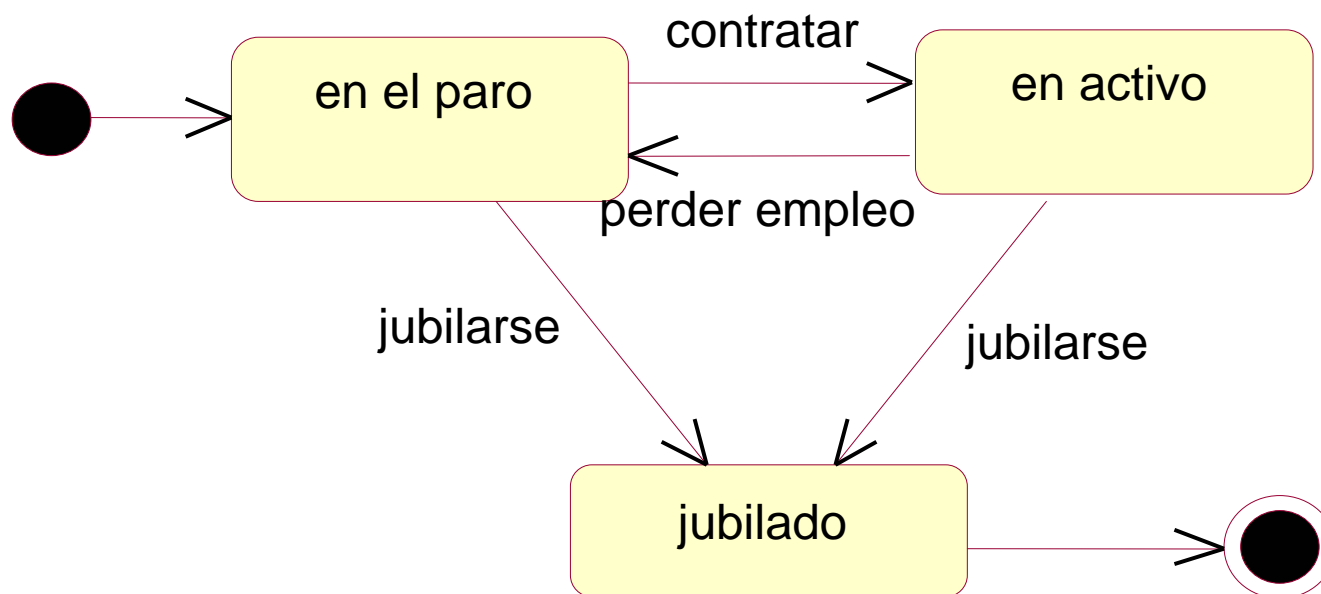 contratar
en el paro
en activo
perder empleo
jubilarse
jubilarse
jubilado